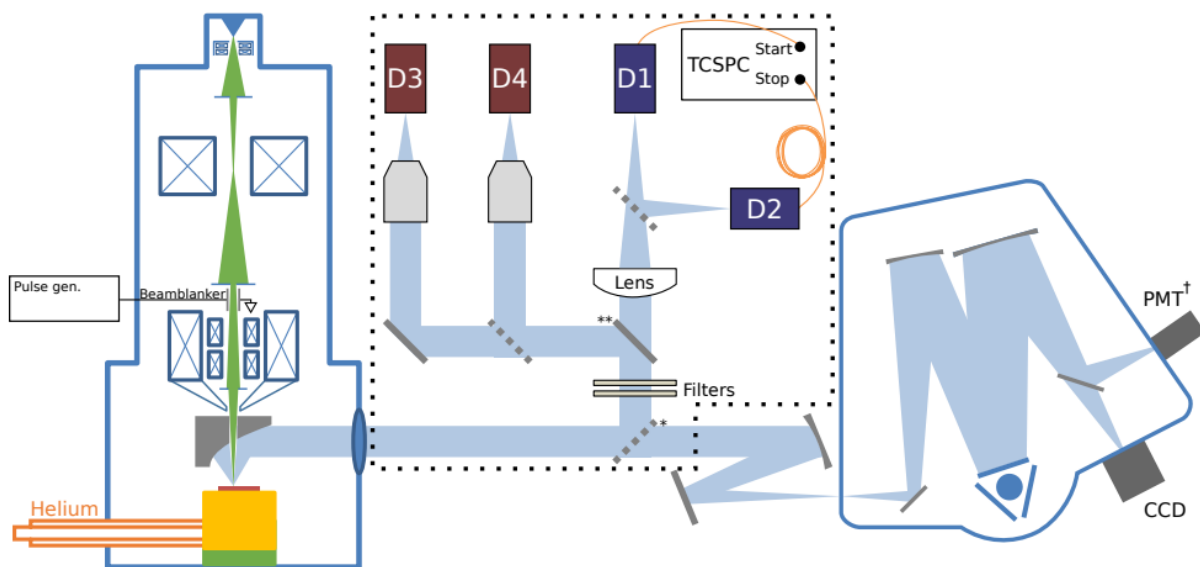 D3
D4
D1
TCSPC
Start
Stop
D2
Lens
Pulse gen.
Beamblanker
**
Filters
*
PMT†
Helium
CCD